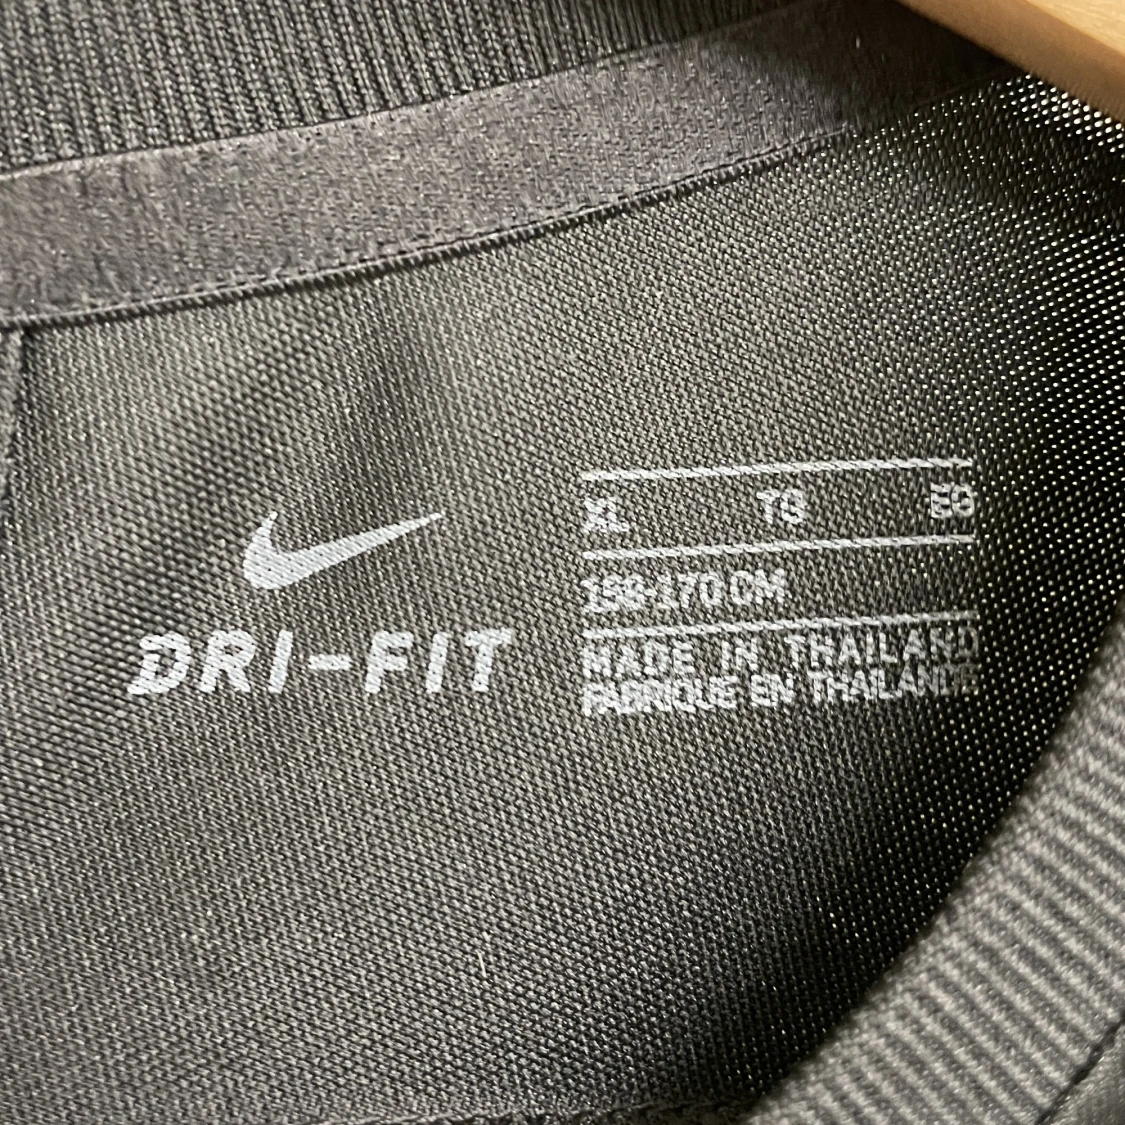 DRI-FIT
XL TG EG
158-170 CM
MADE IN THAILAND
FABRIQUE EN THAILANDE